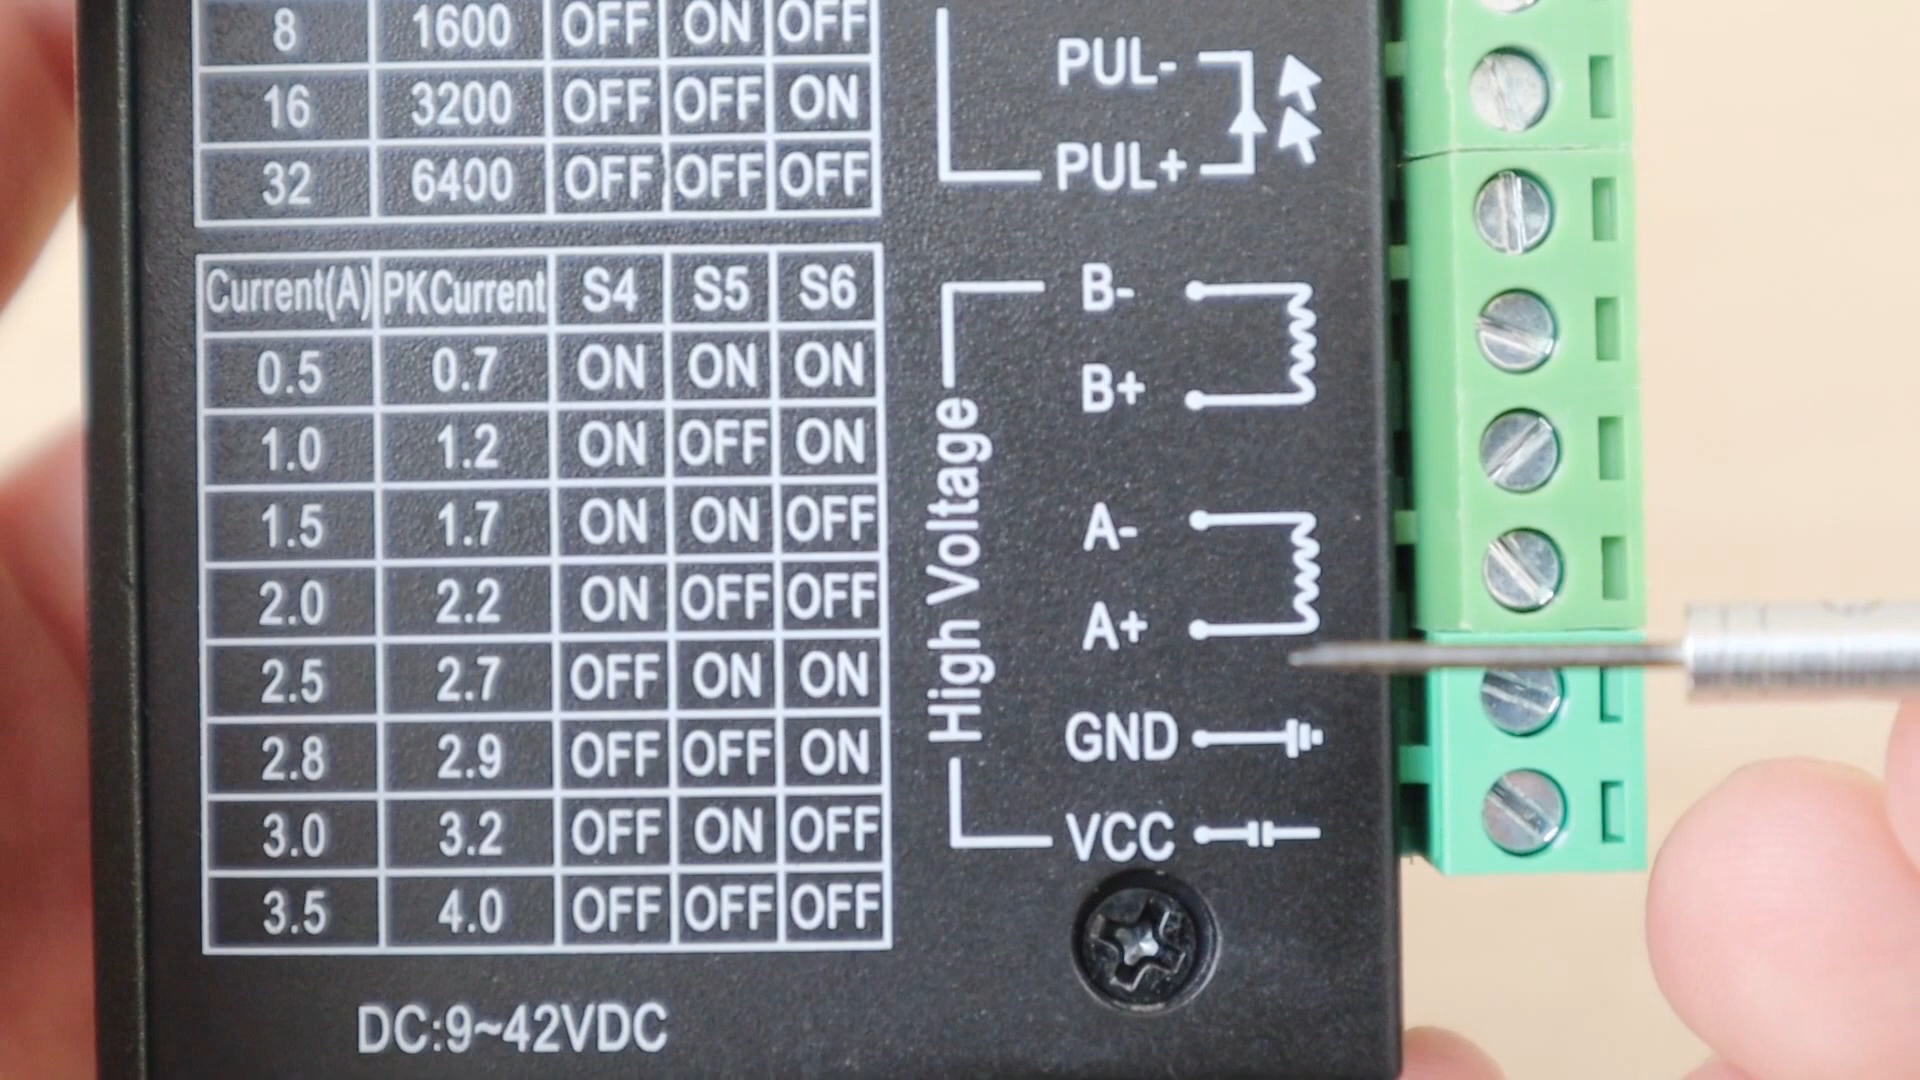 8 1600 OFF ON OFF
16 3200 OFF OFF ON
32 6400 OFF OFF OFF
Current(A) PKCurrent S4 S5 S6
0.5 0.7 ON ON ON
1.0 1.2 ON OFF ON
1.5 1.7 ON ON OFF
2.0 2.2 ON OFF OFF
2.5 2.7 OFF ON ON
2.8 2.9 OFF OFF ON
3.0 3.2 OFF ON OFF
3.5 4.0 OFF OFF OFF
DC:9~42VDC
PUL-
PUL+
High Voltage
B-
B+
A-
A+
GND
VCC